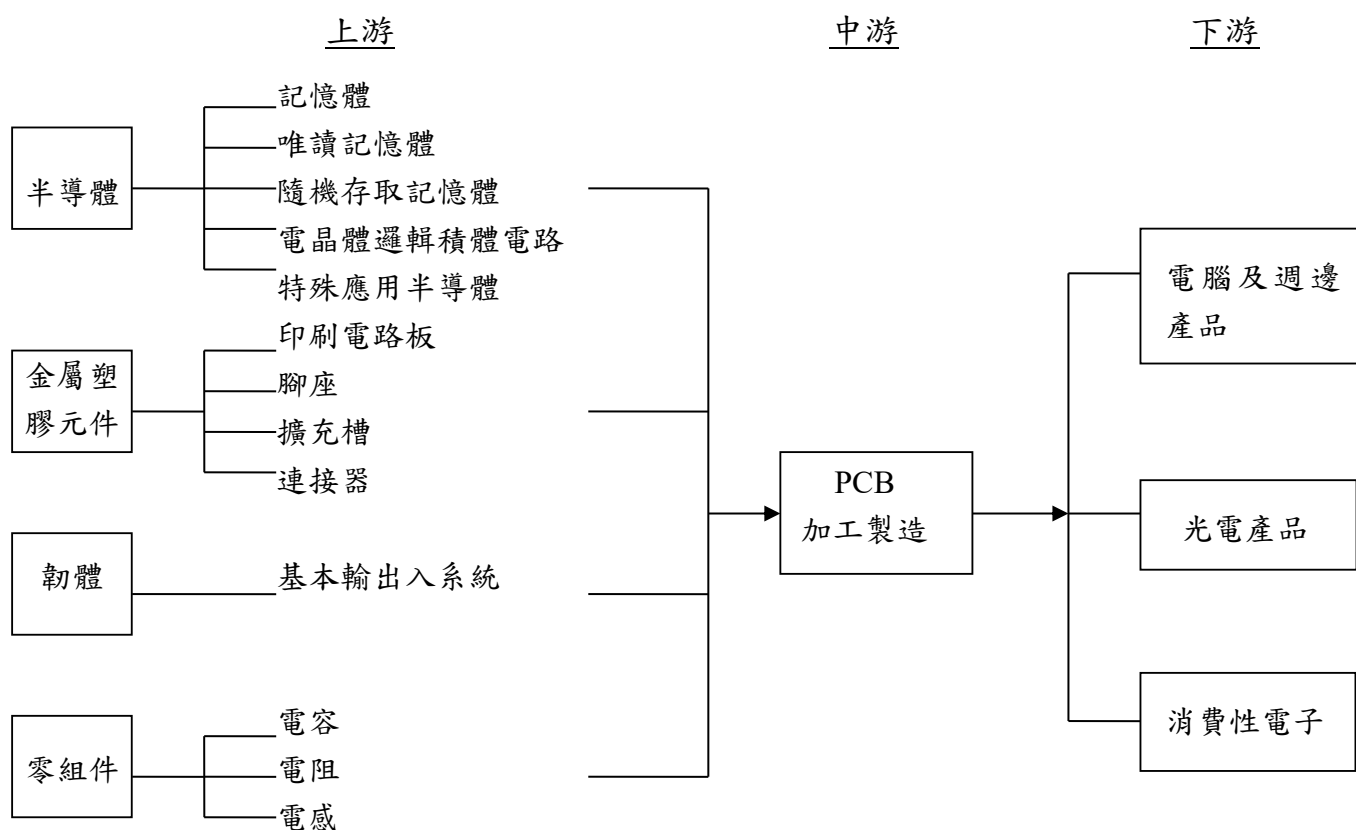 上游
中游
下游
半導體
記憶體
唯讀記憶體
隨機存取記憶體
電晶體邏輯積體電路
特殊應用半導體
金屬塑
膠元件
印刷電路板
腳座
擴充槽
連接器
韌體
基本輸出入系統
零組件
電容
電阻
電感
PCB
加工製造
電腦及週邊
產品
光電產品
消費性電子